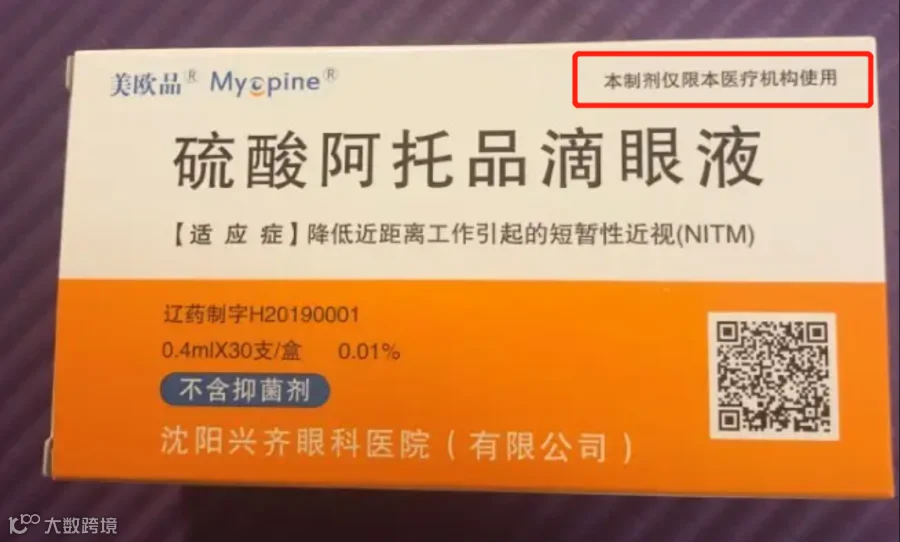 美欧品® Myopine®
本制剂仅限本医疗机构使用
硫酸阿托品滴眼液
【适应症】降低近距离工作引起的短暂性近视(NITM)
辽药制字H20190001
0.4mlX30支/盒 0.01%
不含抑菌剂
沈阳兴齐眼科医院(有限公司)
大数跨境